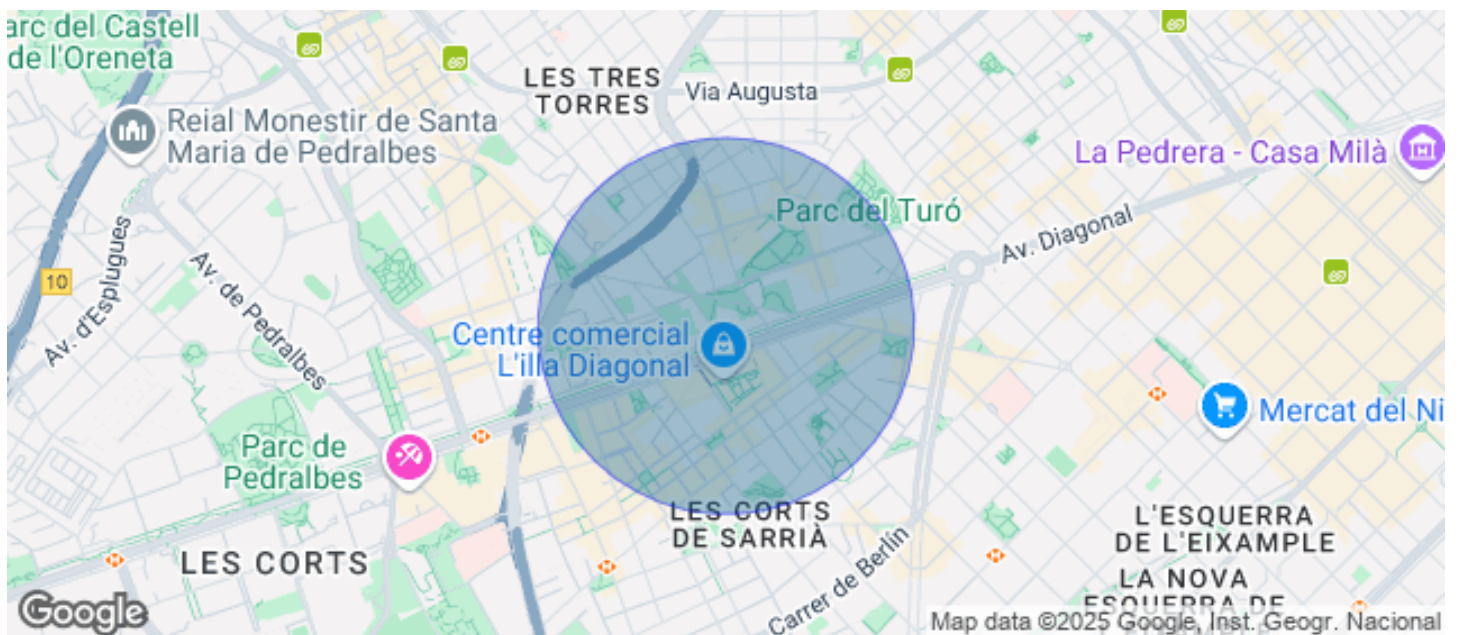 arc del Castell
de l'Oreneta
LES TRES
TORRES
Via Augusta
Reial Monestir de Santa
Maria de Pedralbes
La Pedrera - Casa Milà
Parc del Turó
Av. Diagonal
10
Av. d'Esplugues
Av. de Pedralbes
Centre comercial
L'illa Diagonal
Mercat del Ni
Parc de
Pedralbes
LES CORTS
DE SARRIÀ
L'ESQUERRA
DE L'EIXAMPLE
LES CORTS
Carrer de Berlín
LA NOVA
ESQUERRA DE
Google
Map data ©2025 Google, Inst. Geogr. Nacional